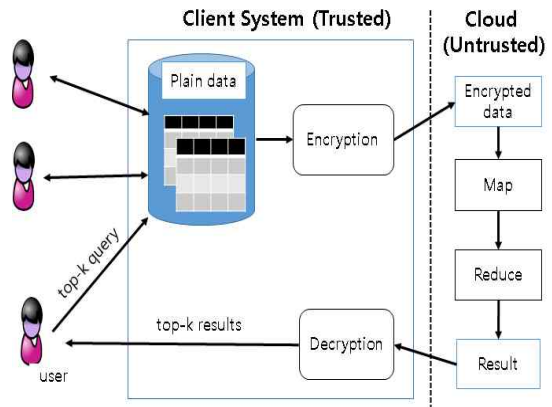 Client System (Trusted)
Cloud
(Untrusted)
Plain data
Encryption
Encrypted
data
Map
Reduce
top-k query
top-k results
Decryption
Result
user